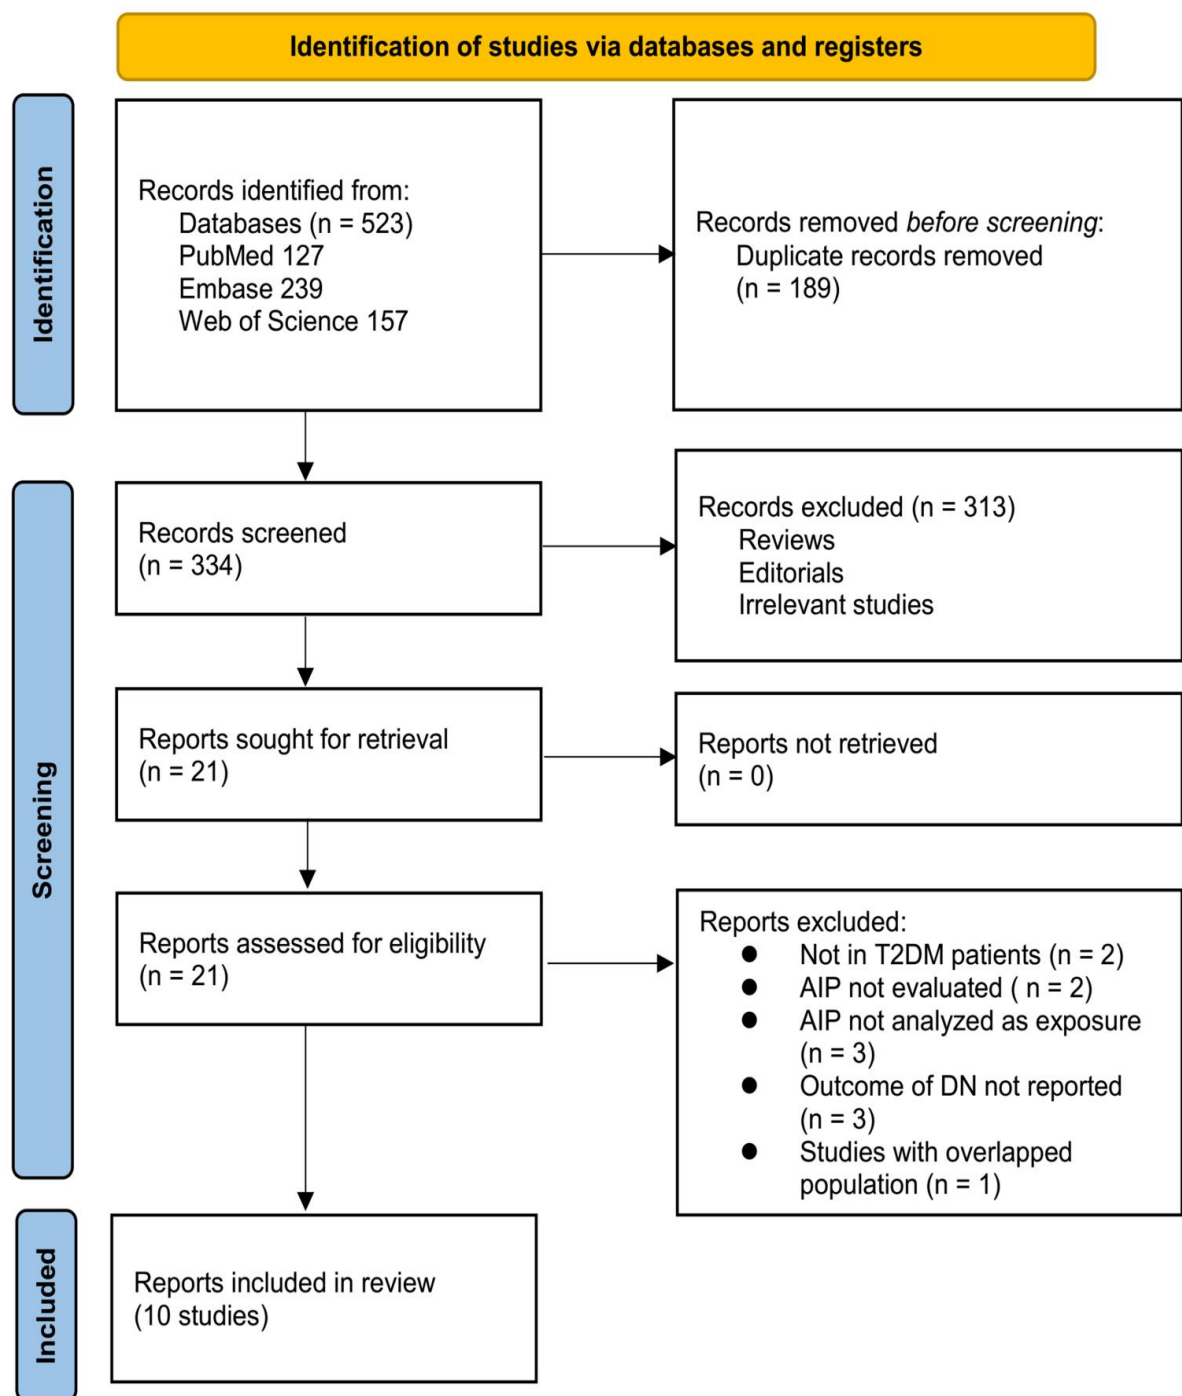 Identification of studies via databases and registers
Identification
Records identified from:
Databases (n = 523)
PubMed 127
Embase 239
Web of Science 157
Records removed before screening:
Duplicate records removed
(n = 189)
Screening
Records screened
(n = 334)
Records excluded (n = 313)
Reviews
Editorials
Irrelevant studies
Reports sought for retrieval
(n = 21)
Reports not retrieved
(n = 0)
Reports assessed for eligibility
(n = 21)
Reports excluded:
● Not in T2DM patients (n = 2)
● AIP not evaluated ( n = 2)
● AIP not analyzed as exposure
(n = 3)
● Outcome of DN not reported
(n = 3)
● Studies with overlapped
population (n = 1)
Included
Reports included in review
(10 studies)